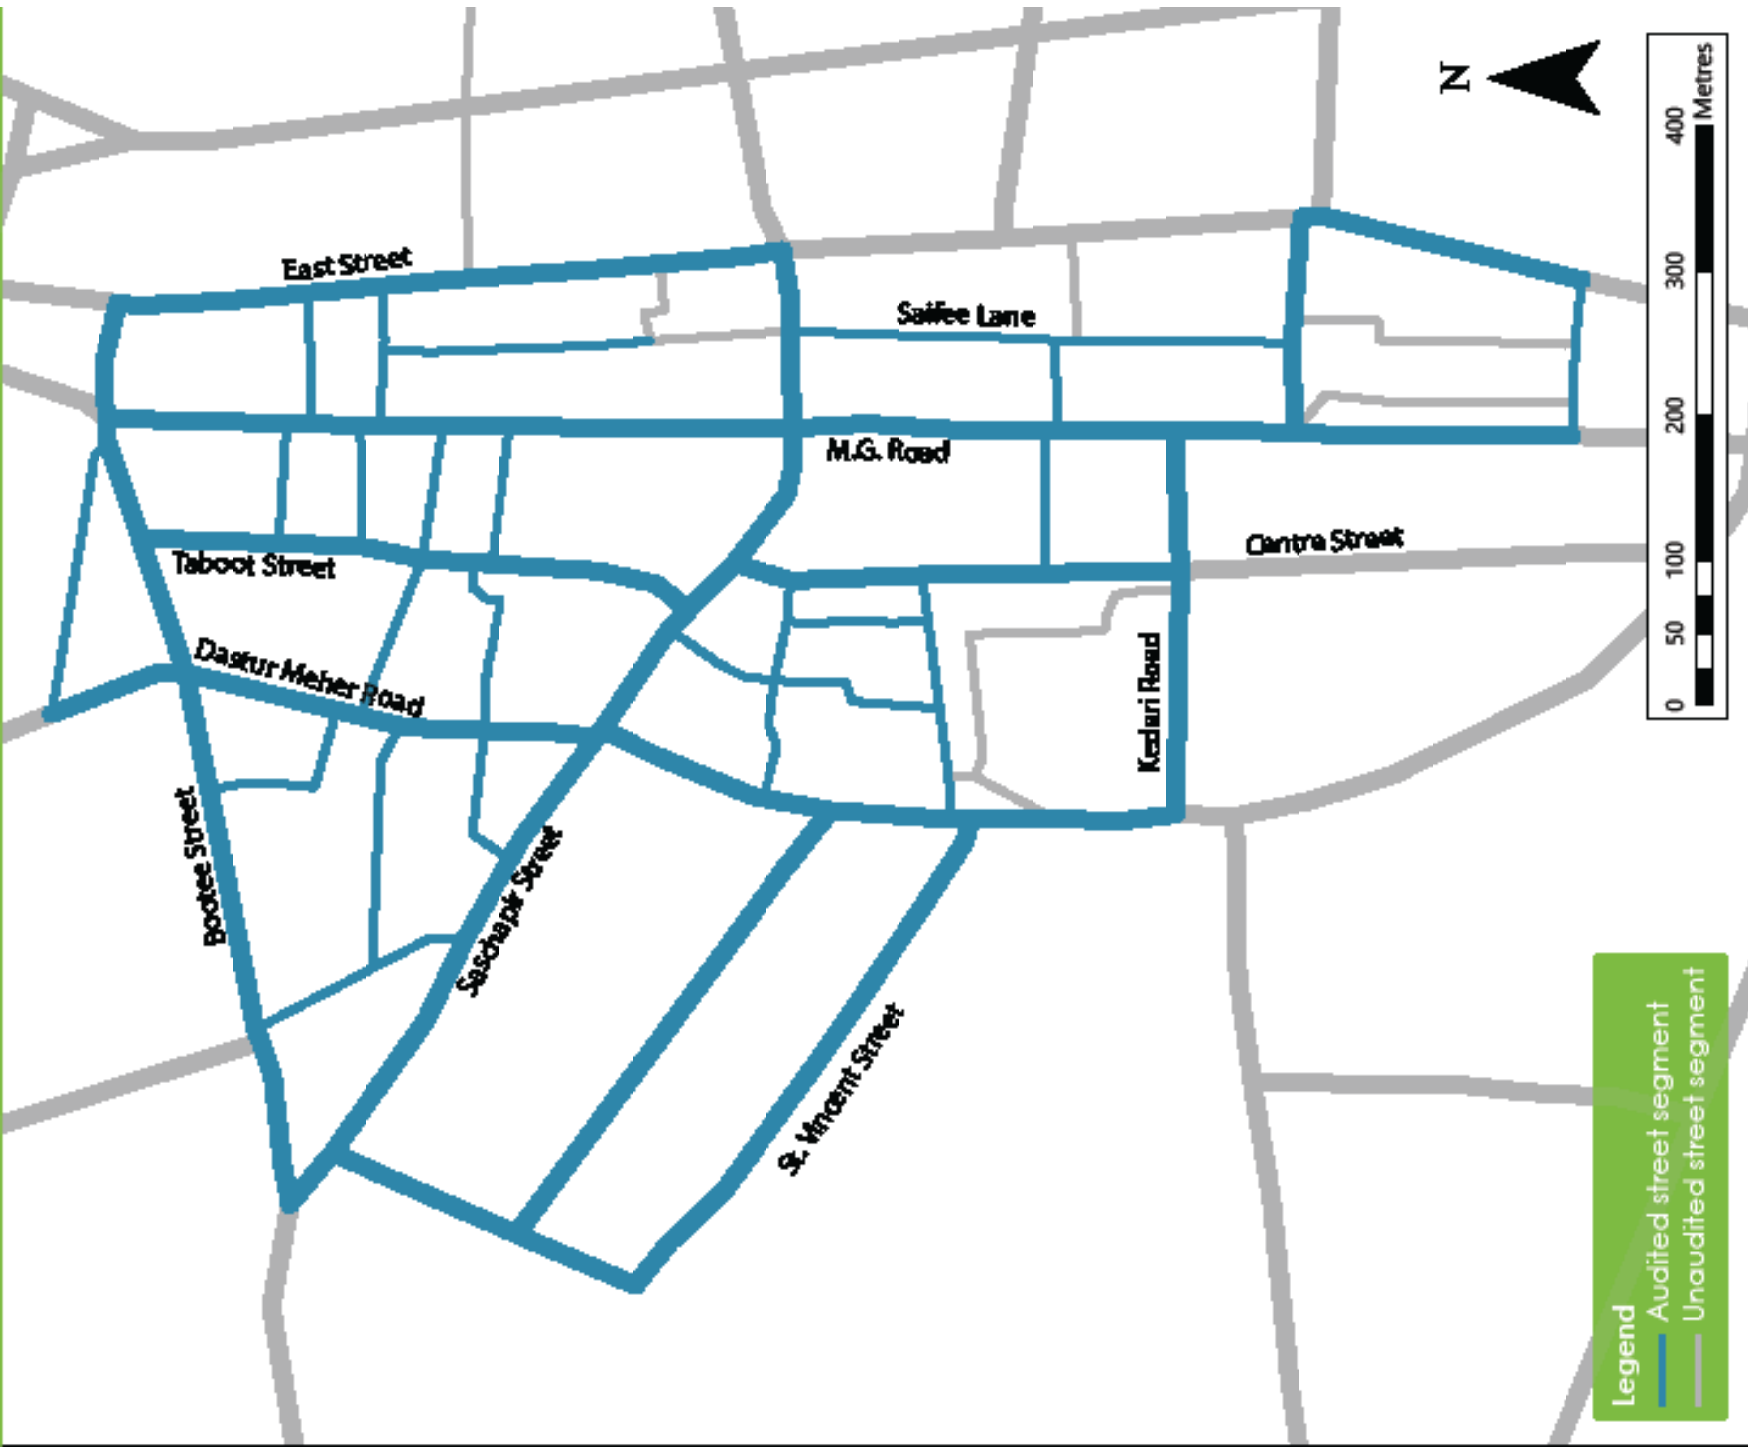 N
East Street
Saifee Lane
M.G. Road
Centre Street
Taboot Street
Dastur Meher Road
Kedari Road
Bootee Street
Saschapir Street
St. Vincent Street
0 50 100 200 300 400
Metres
Legend
Audited street segment
Unaudited street segment